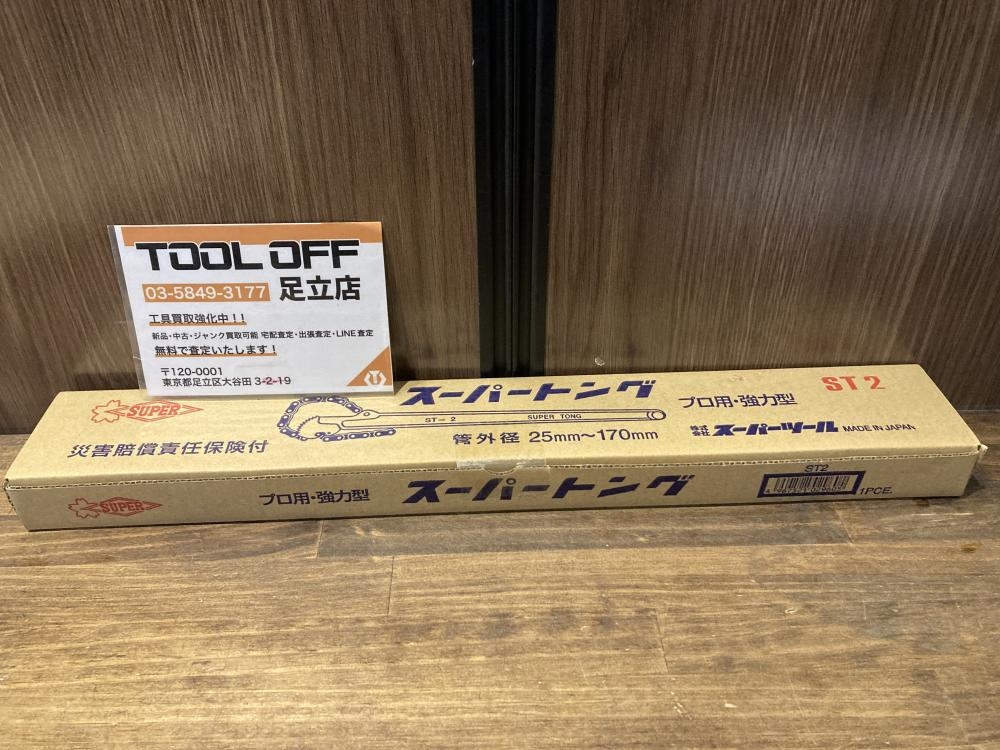 TOOL OFF
03-5849-3177 足立店
工具買取強化中!!
新品・中古・ジャンク買取可能 宅配査定・出張査定・LINE査定
無料で査定いたします!
〒120-0001
東京都足立区大谷田 3-2-19
SUPER
災害賠償責任保険付
スーパートング
ST-2 SUPER TONG
管外径 25mm〜170mm
ST2
プロ用・強力型
株式会社 スーパーツール MADE IN JAPAN
SUPER
プロ用・強力型
スーパートング
ST2
1PCE.